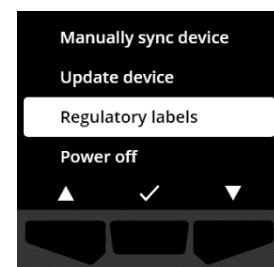 Manually sync device
Update device
Regulatory labels
Power off